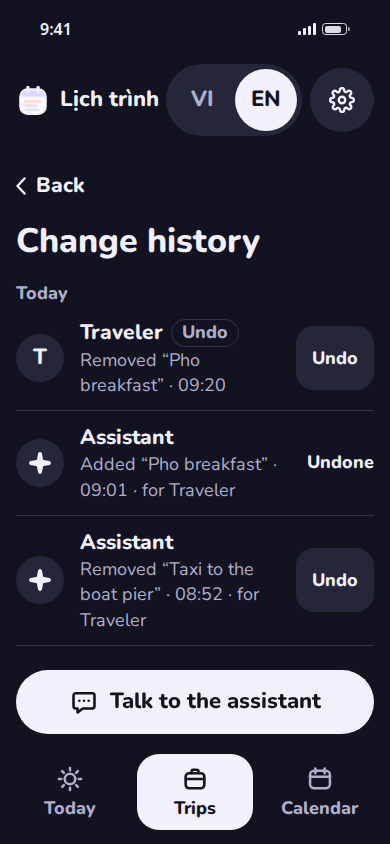 9:41
Lịch trình
VI
EN
Back
Change history
Today
T
Traveler
Undo
Removed “Pho
breakfast” · 09:20
Undo
Assistant
Added “Pho breakfast” ·
09:01 · for Traveler
Undone
Assistant
Removed “Taxi to the
boat pier” · 08:52 · for
Traveler
Undo
Talk to the assistant
Today
Trips
Calendar